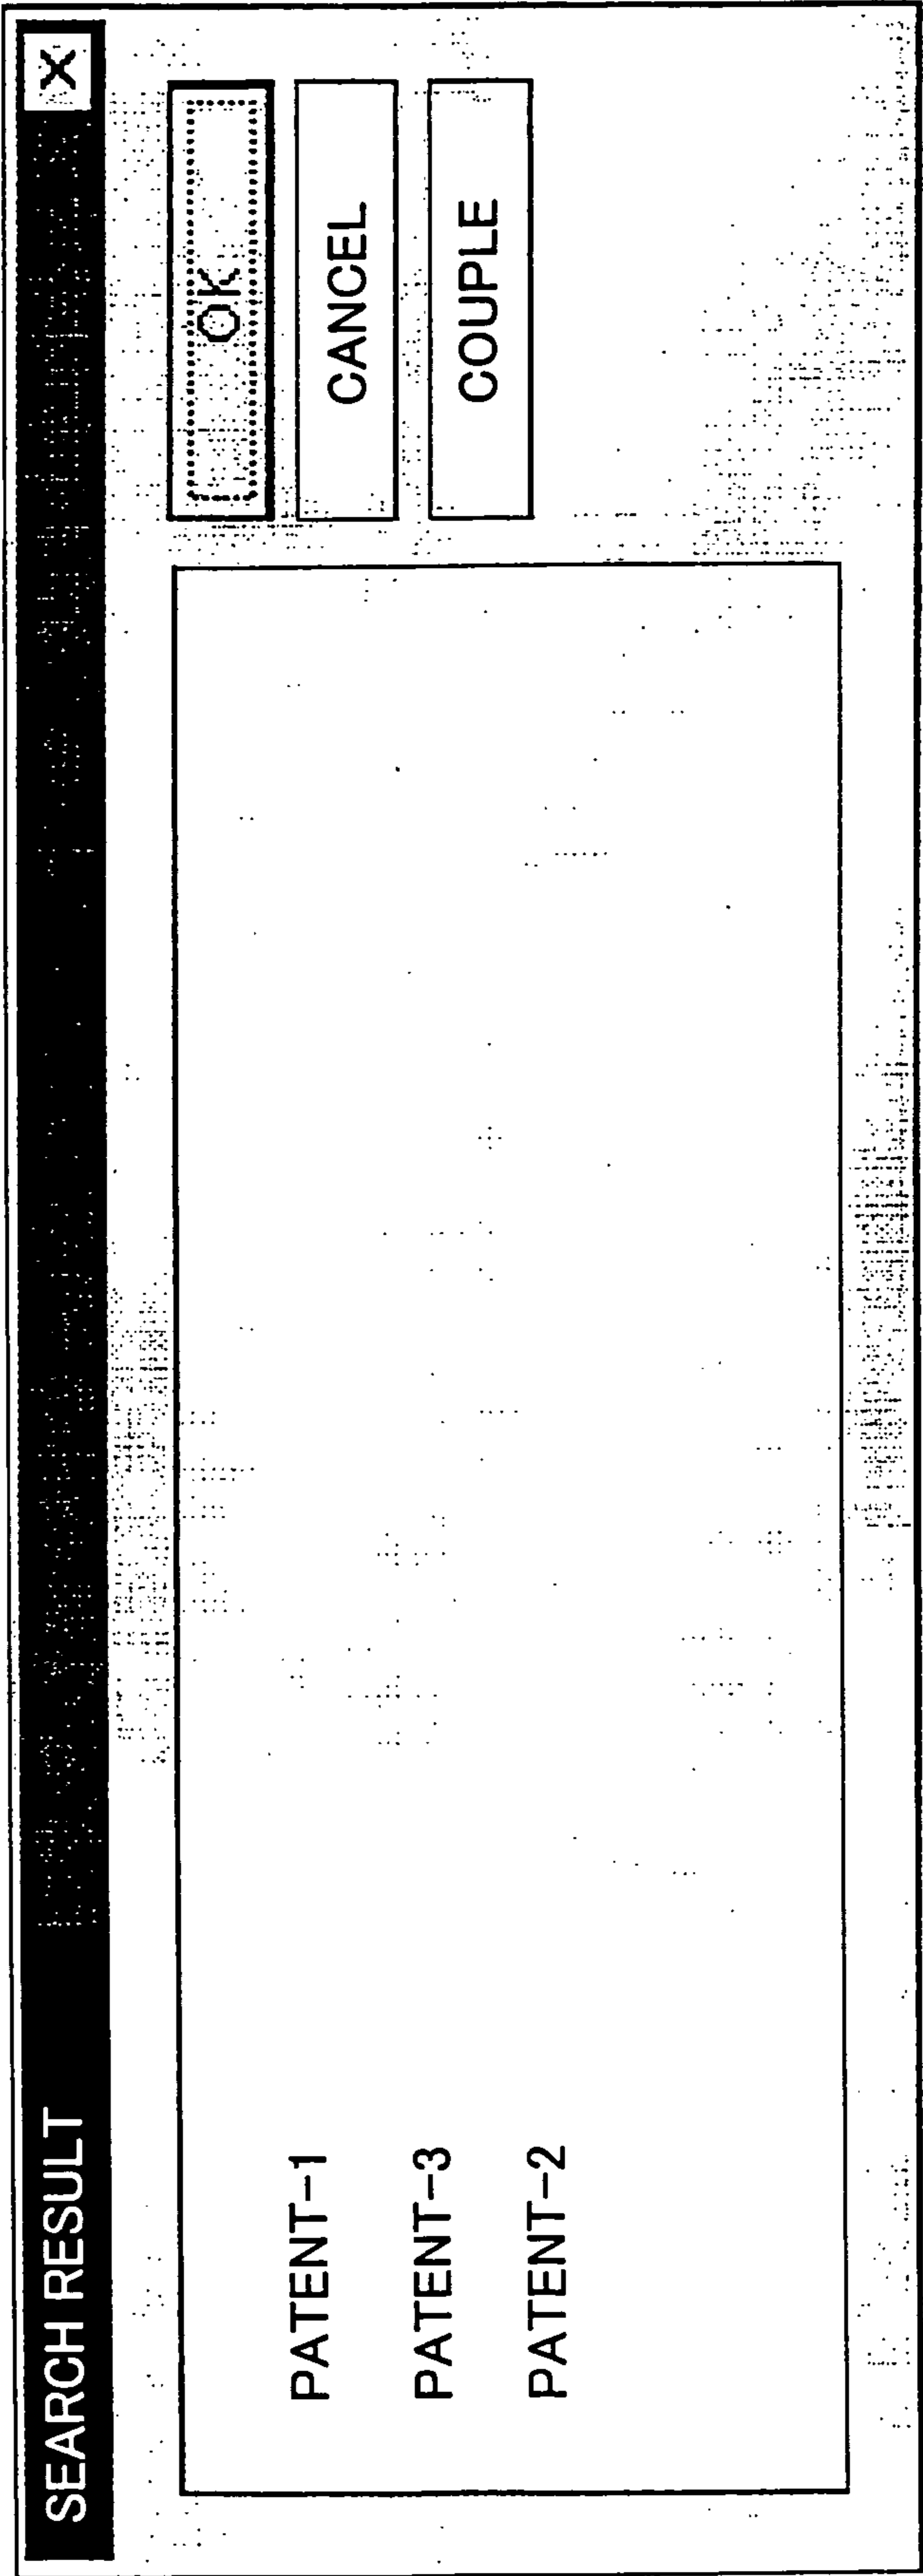 SEARCH RESULT X
PATENT-1
PATENT-3
PATENT-2
OK
CANCEL
COUPLE